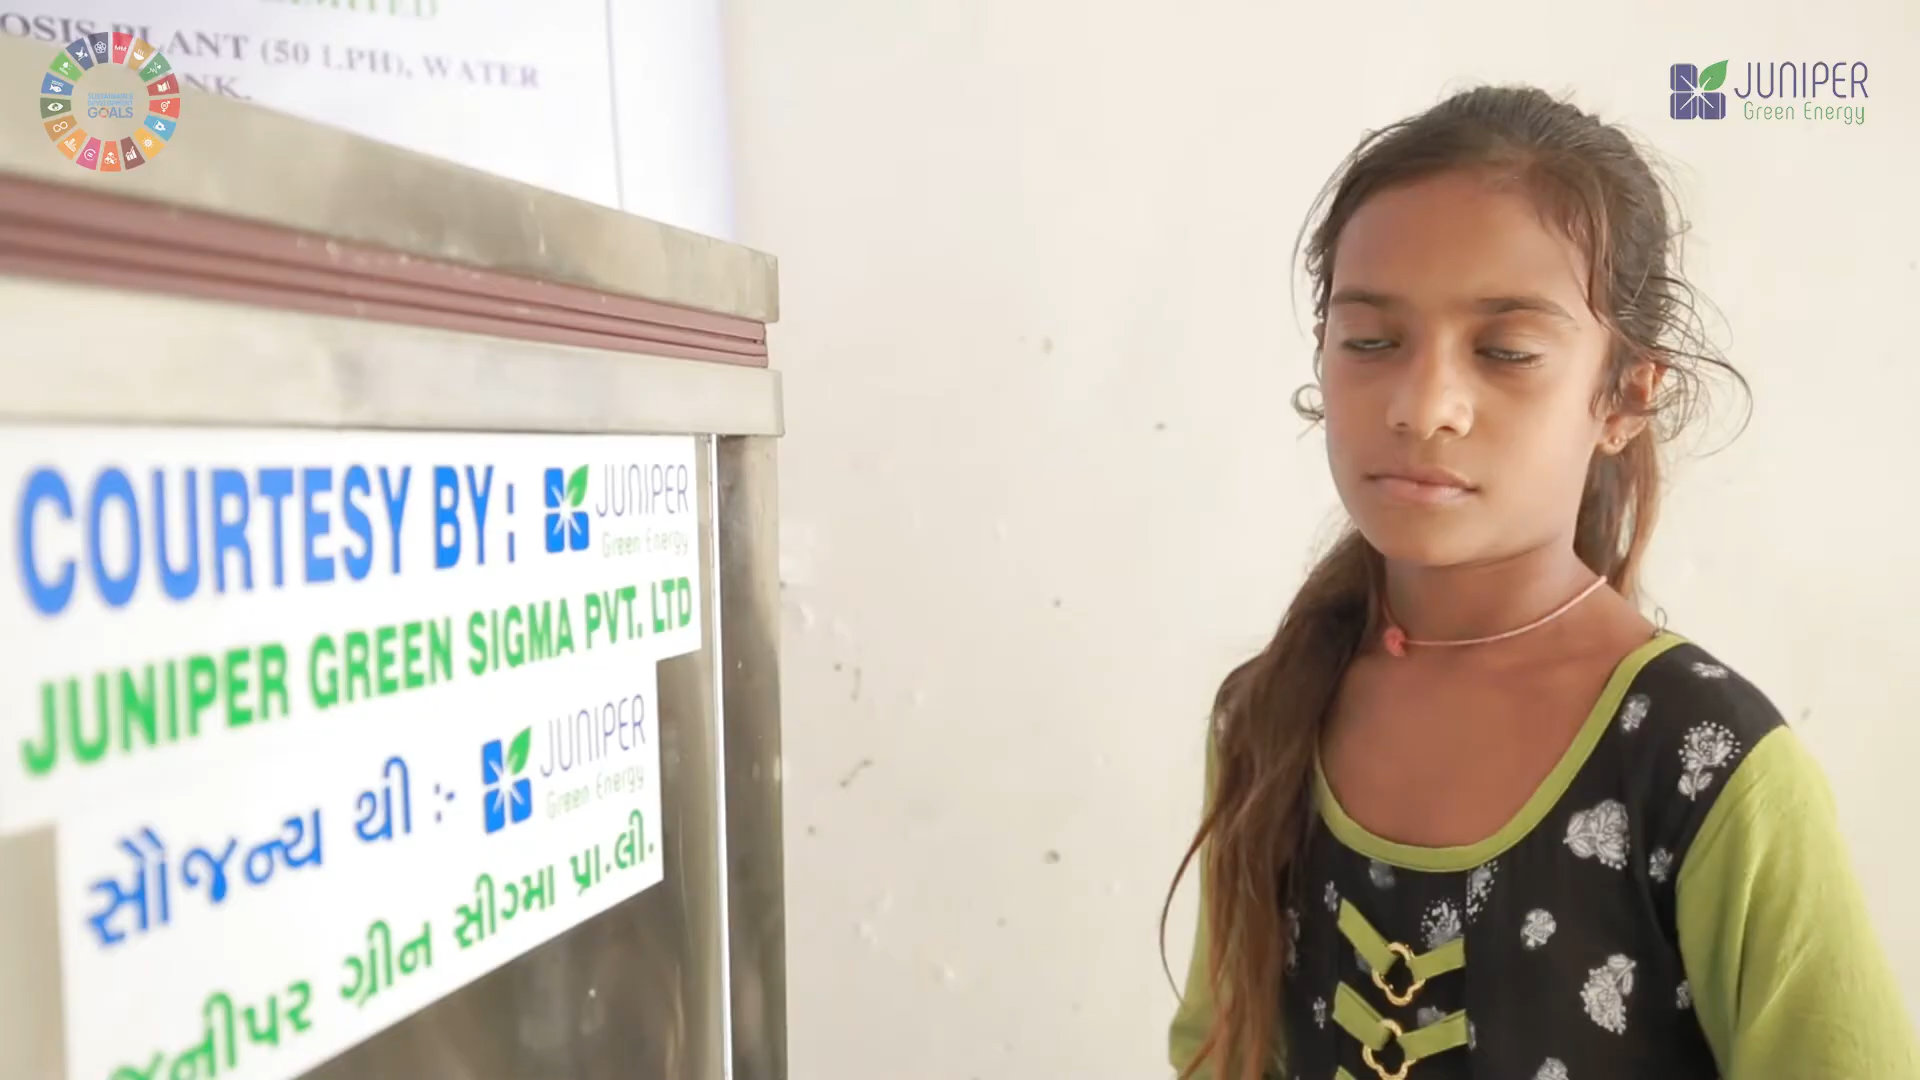 LIMITED
OSIS PLANT (50 LPH), WATER
NK.
SUSTAINABLE
DEVELOPMENT
GOALS
JUNIPER
Green Energy
COURTESY BY: JUNIPER
Green Energy
JUNIPER GREEN SIGMA PVT. LTD
સૌજન્ય થી :- JUNIPER
Green Energy
જુનીપર ગ્રીન સીગ્મા પ્રા.લી.